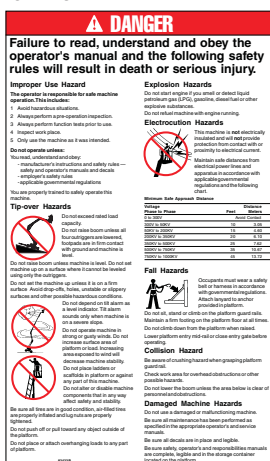 DANGER
Failure to read, understand and obey the
operator's manual and the following safety
rules will result in death or serious injury.
Improper Use Hazard
The operator is responsible for safe machine
operation. This includes:
1 Avoid hazardous situations.
2 Always perform a pre-operation inspection.
3 Always perform function tests prior to use.
4 Inspect work place.
5 Only use the machine as it was intended.
Do not operate unless:
You read, understand and obey:
- manufacturer's instructions and safety rules —
safety and operator's manuals and decals
- employer's safety rules
- applicable governmental regulations
You are properly trained to safely operate this
machine.
Tip-over Hazards
Do not exceed rated load
capacity.
Do not raise boom unless all
four outriggers are lowered,
footpads are in firm contact
with ground and machine is
level.
Do not raise boom unless machine is level. Do not set
machine up on a surface where it cannot be leveled
using only the outriggers.
Do not set the machine up unless it is on a firm
surface. Avoid drop-offs, holes, unstable or slippery
surfaces and other possible hazardous conditions.
Do not depend on tilt alarm as
a level indicator. Tilt alarm
sounds only when machine is
on a severe slope.
Do not operate machine in
strong or gusty winds. Do not
increase surface area of
platform or load. Increasing
area exposed to wind will
decrease machine stability.
Do not place ladders or
scaffolds in platform or against
any part of this machine.
Do not alter or disable machine
components that in any way
affect safety and stability.
Be sure all tires are in good condition, air-filled tires
are properly inflated and lug nuts are properly
tightened.
Do not push off or pull toward any object outside of
the platform.
Do not place or attach overhanging loads to any part
of platform.
Explosion Hazards
Do not start engine if you smell or detect liquid
petroleum gas (LPG), gasoline, diesel fuel or other
explosive substances.
Do not refuel machine with engine running.
Electrocution Hazards
This machine is not electrically
insulated and will not provide
protection from contact with or
proximity to electrical current.
Maintain safe distances from
electrical power lines and
apparatus in accordance with
applicable governmental
regulations and the following
chart.
Minimum Safe Approach Distance
Voltage Distance
Phase to Phase Feet Meters
0 to 300V Avoid Contact
300V to 50KV 10 3.05
50KV to 200KV 15 4.60
200KV to 350KV 20 6.10
350KV to 500KV 25 7.62
500KV to 750KV 35 10.67
750KV to 1000KV 45 13.72
Fall Hazards
Occupants must wear a safety
belt or harness in accordance
with governmental regulations.
Attach lanyard to anchor
provided in platform.
Do not sit, stand or climb on the platform guard rails.
Maintain a firm footing on the platform floor at all times.
Do not climb down from the platform when raised.
Lower platform entry mid-rail or close entry gate before
operating.
Collision Hazard
Be aware of crushing hazard when grasping platform
guard rail.
Check work area for overhead obstructions or other
possible hazards.
Do not lower the boom unless the area below is clear of
personnel and obstructions.
Damaged Machine Hazards
Do not use a damaged or malfunctioning machine.
Be sure all maintenance has been performed as
specified in the appropriate operator's and service
manuals.
Be sure all decals are in place and legible.
Be sure safety, operator's and responsibilities manuals
are complete, legible and in the storage container
located on the platform.